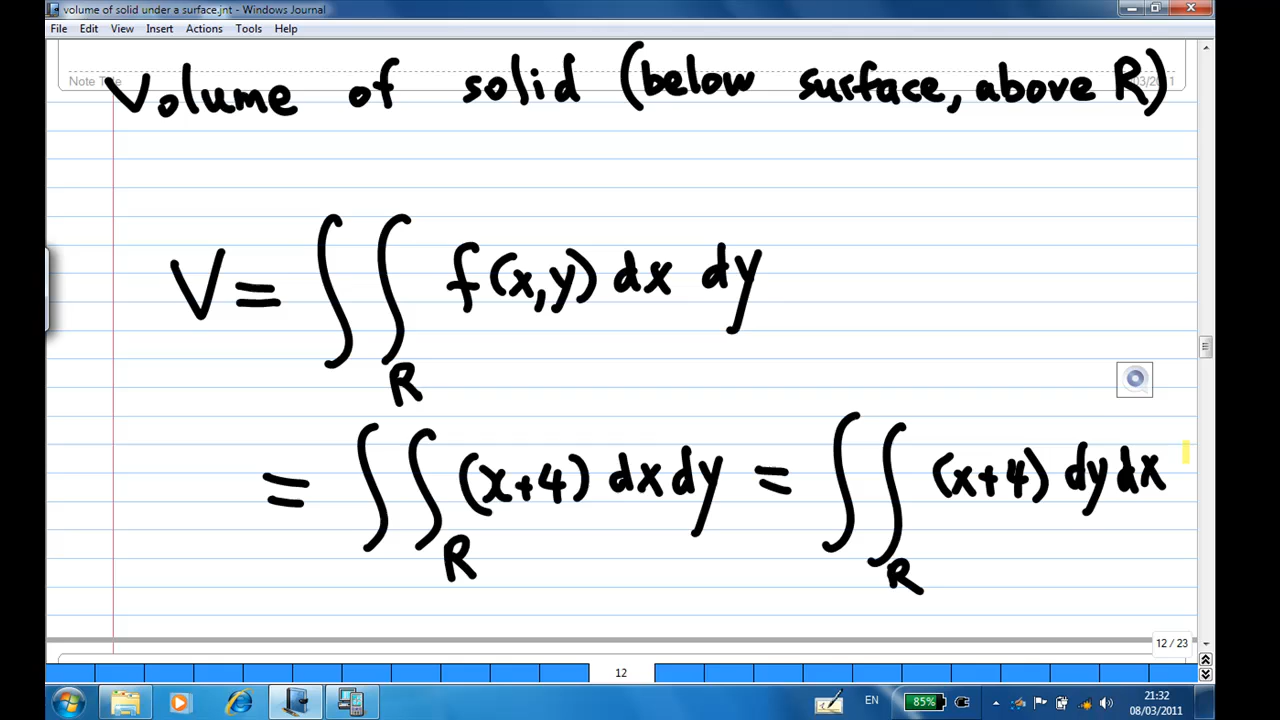 volume of solid under a surface.jnt - Windows Journal
File Edit View Insert Actions Tools Help
Volume of solid (below surface, above R)
V = ∫∫_R f(x,y) dx dy
= ∫∫_R (x+4) dx dy = ∫∫_R (x+4) dy dx
12 / 23
12
EN 85% 21:32
08/03/2011